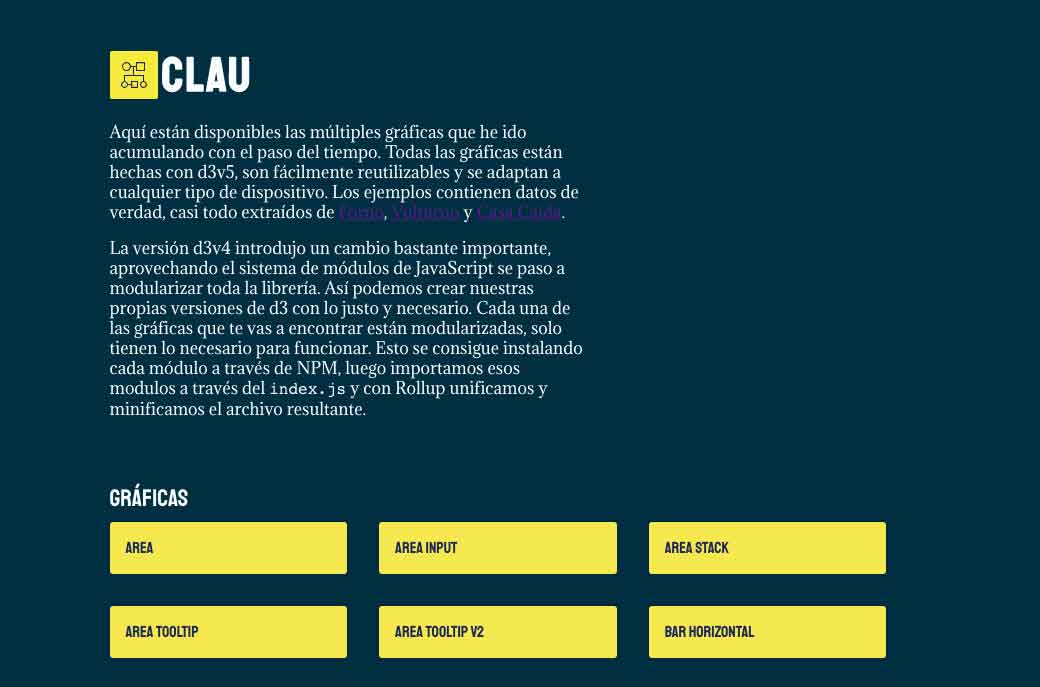 CLAU
Aquí están disponibles las múltiples gráficas que he ido
acumulando con el paso del tiempo. Todas las gráficas están
hechas con d3v5, son fácilmente reutilizables y se adaptan a
cualquier tipo de dispositivo. Los ejemplos contienen datos de
verdad, casi todo extraídos de Porno, Vulturno y Casa Caída.
La versión d3v4 introdujo un cambio bastante importante,
aprovechando el sistema de módulos de JavaScript se paso a
modularizar toda la librería. Así podemos crear nuestras
propias versiones de d3 con lo justo y necesario. Cada una de
las gráficas que te vas a encontrar están modularizadas, solo
tienen lo necesario para funcionar. Esto se consigue instalando
cada módulo a través de NPM, luego importamos esos
modulos a través del index.js y con Rollup unificamos y
minificamos el archivo resultante.
GRÁFICAS
AREA
AREA INPUT
AREA STACK
AREA TOOLTIP
AREA TOOLTIP V2
BAR HORIZONTAL